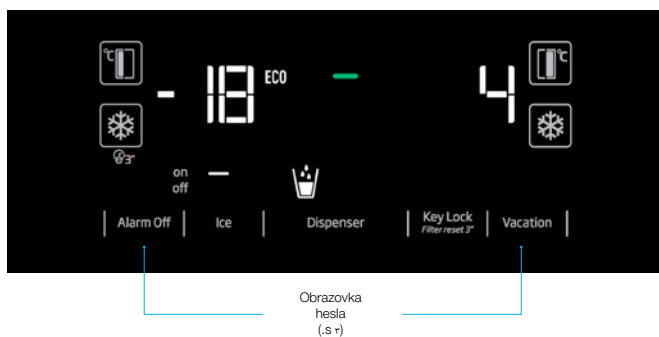 °C
°C
- 18 ECO 4
3"
on
off
Alarm Off Ice Dispenser Key Lock Vacation
Filter reset 3"
Obrazovka
hesla
(.s ٣)